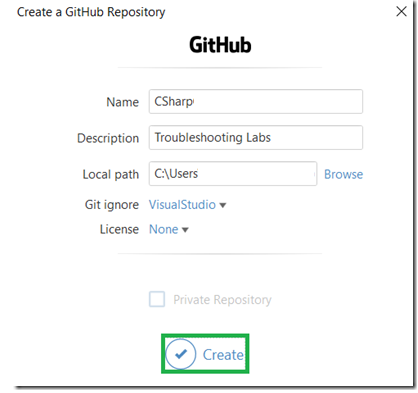 Create a GitHub Repository
GitHub
Name CSharp
Description Troubleshooting Labs
Local path C:\Users Browse
Git ignore VisualStudio
License None
Private Repository
Create